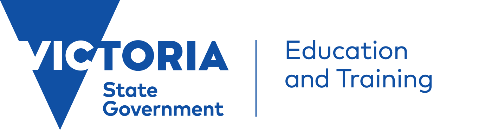 VICTORIA
State
Government
Education
and Training